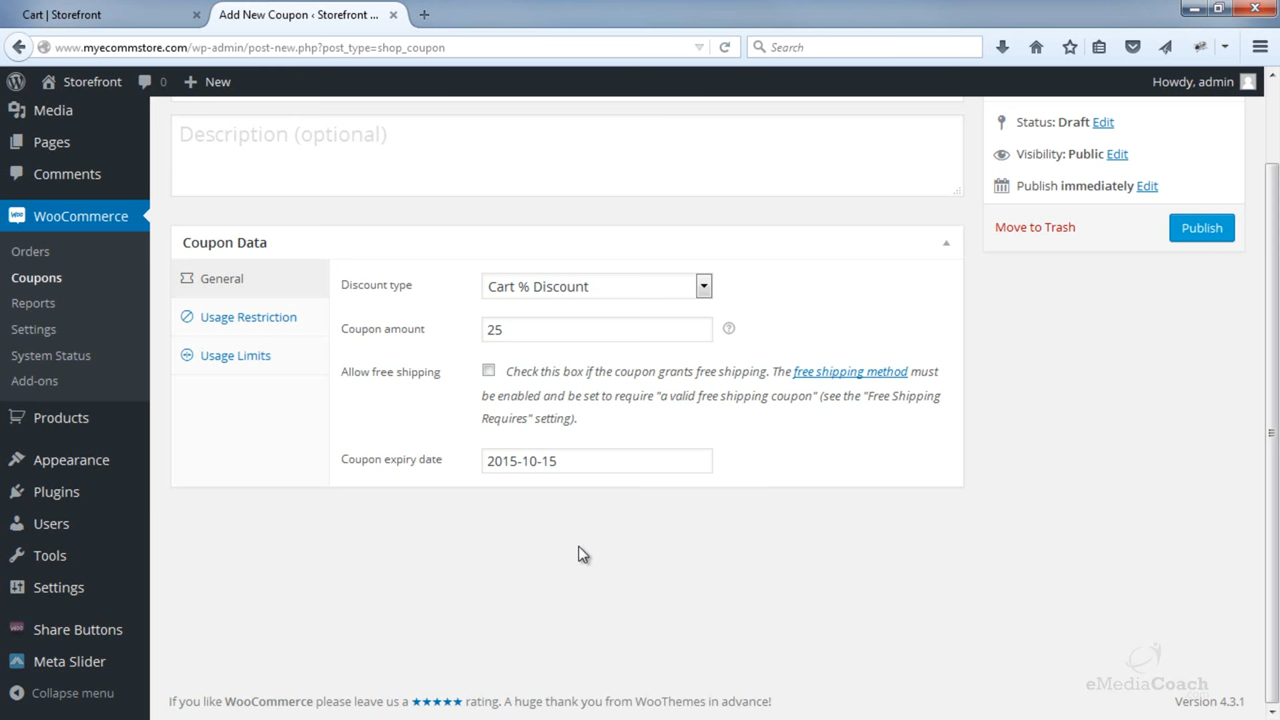 Cart | Storefront
Add New Coupon ‹ Storefront ...
www.myecommstore.com/wp-admin/post-new.php?post_type=shop_coupon
Search
Storefront
0
New
Howdy, admin
Media
Pages
Comments
WooCommerce
Orders
Coupons
Reports
Settings
System Status
Add-ons
Products
Appearance
Plugins
Users
Tools
Settings
Share Buttons
Meta Slider
Collapse menu
Description (optional)
Coupon Data
General
Usage Restriction
Usage Limits
Discount type
Cart % Discount
Coupon amount
25
Allow free shipping
Check this box if the coupon grants free shipping. The free shipping method must
be enabled and be set to require "a valid free shipping coupon" (see the "Free Shipping
Requires" setting).
Coupon expiry date
2015-10-15
Status: Draft Edit
Visibility: Public Edit
Publish immediately Edit
Move to Trash
Publish
eMediaCoach
If you like WooCommerce please leave us a ★★★★★ rating. A huge thank you from WooThemes in advance!
Version 4.3.1